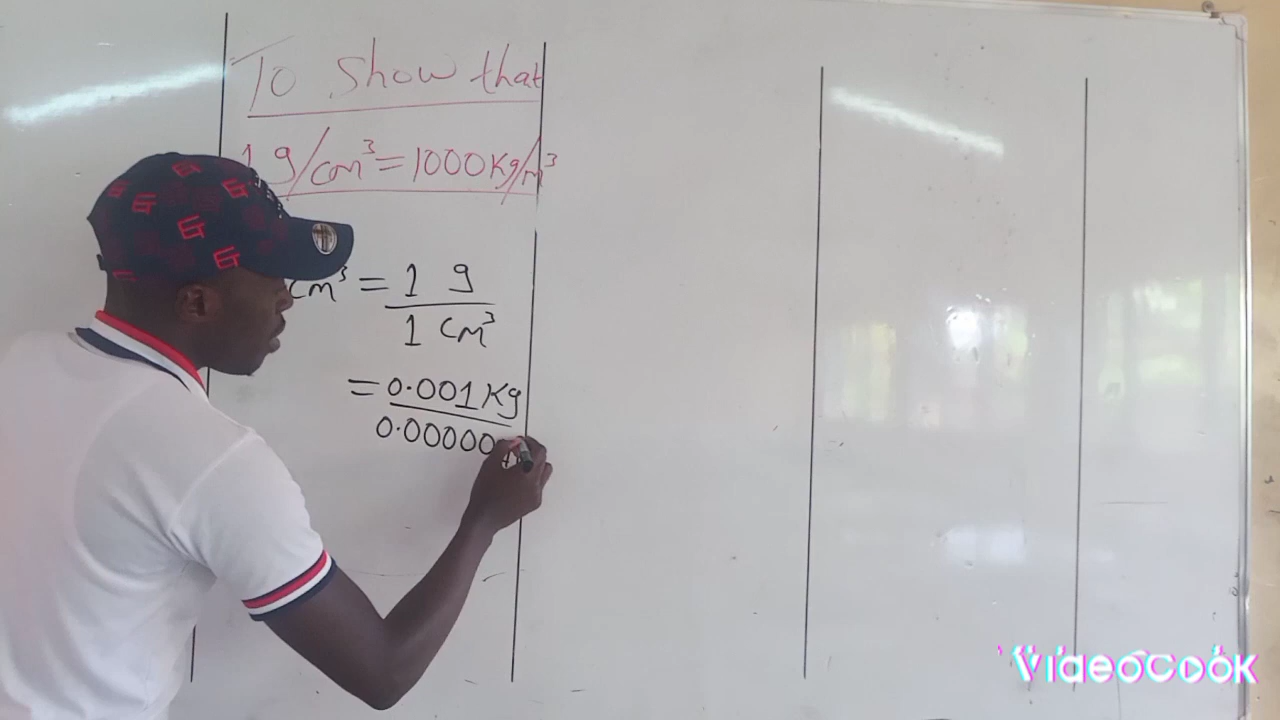 To Show that
1 g/cm³ = 1000 Kg/m³
cm³ = 1 g
1 cm³
= 0.001 Kg
0.00000
VideoCook